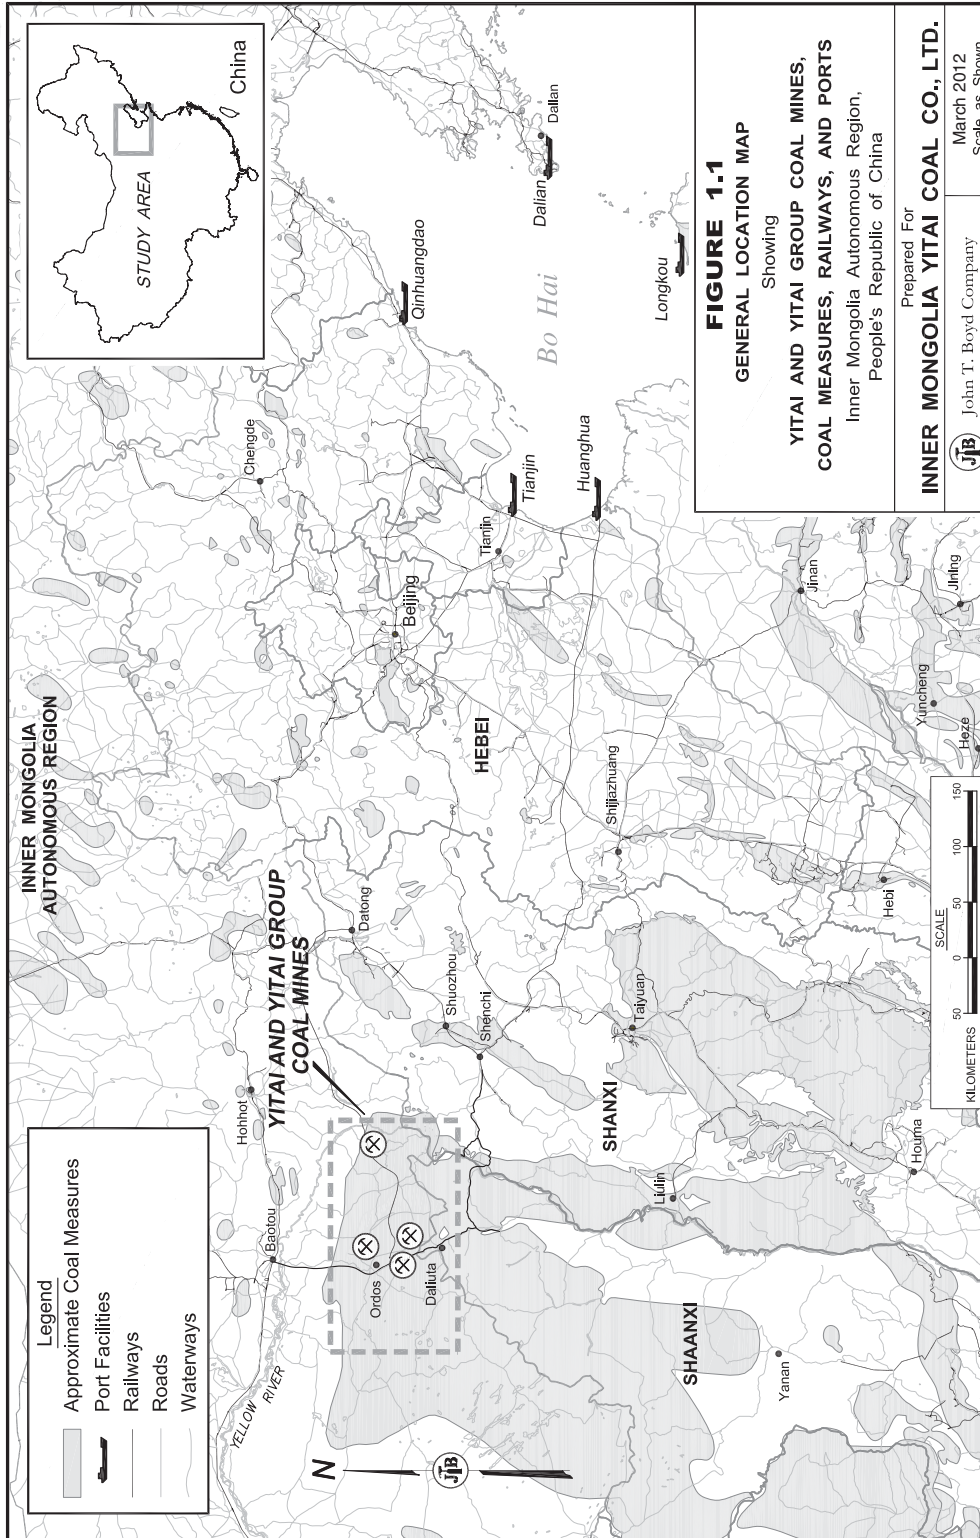 China
STUDY AREA
Legend
Approximate Coal Measures
Port Facilities
Railways
Roads
Waterways
INNER MONGOLIA
AUTONOMOUS REGION
YITAI AND YITAI GROUP
COAL MINES
YELLOW RIVER
Baotou
Hohhot
Ordos
Daliuta
Datong
Shuozhou
Shenchi
Chengde
Beijing
Tianjin
Tianjin
Qinhuangdao
Huanghua
Dalian
Dalian
Longkou
Bo Hai
HEBEI
Shijiazhuang
SHANXI
Taiyuan
Liulin
SHAANXI
Yanan
Houma
Hebi
Jinan
Jining
Yuncheng
Heze
N
JTB
SCALE
50
0
50
100
150
KILOMETERS
FIGURE 1.1
GENERAL LOCATION MAP
Showing
YITAI AND YITAI GROUP COAL MINES,
COAL MEASURES, RAILWAYS, AND PORTS
Inner Mongolia Autonomous Region,
People's Republic of China
Prepared For
INNER MONGOLIA YITAI COAL CO., LTD.
JTB
John T. Boyd Company
March 2012
Scale as Shown